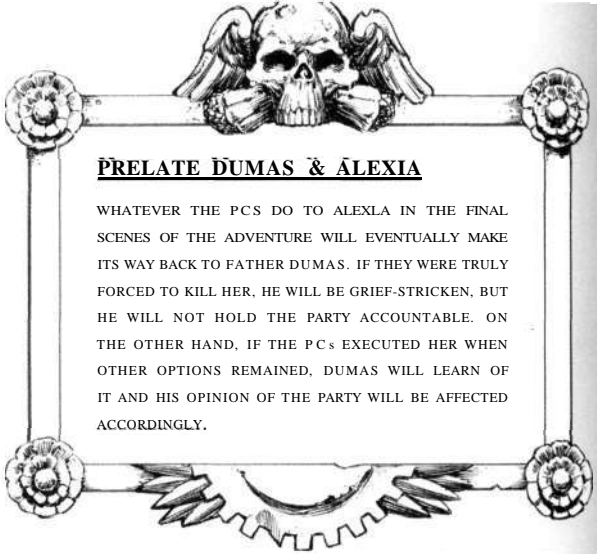 PRELATE DUMAS & ALEXIA
WHATEVER THE PCS DO TO ALEXLA IN THE FINAL
SCENES OF THE ADVENTURE WILL EVENTUALLY MAKE
ITS WAY BACK TO FATHER DUMAS. IF THEY WERE TRULY
FORCED TO KILL HER, HE WILL BE GRIEF-STRICKEN, BUT
HE WILL NOT HOLD THE PARTY ACCOUNTABLE. ON
THE OTHER HAND, IF THE PCs EXECUTED HER WHEN
OTHER OPTIONS REMAINED, DUMAS WILL LEARN OF
IT AND HIS OPINION OF THE PARTY WILL BE AFFECTED
ACCORDINGLY.